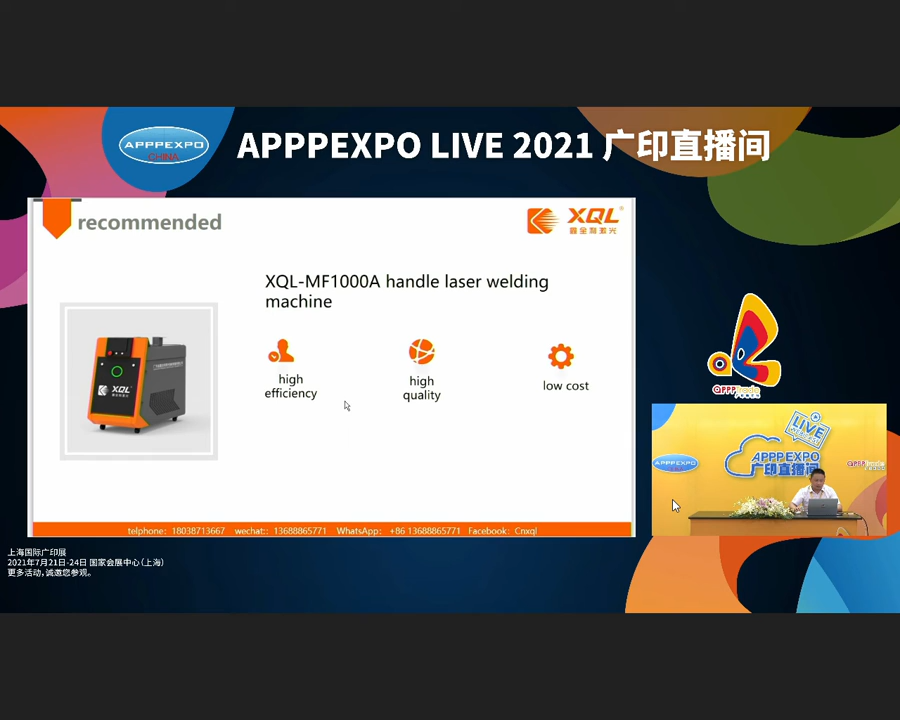 APPPEXPO
CHINA
APPPEXPO LIVE 2021 广印直播间
recommended
XQL®
鑫全利激光
XQL-MF1000A handle laser welding
machine
XQL
high
efficiency
high
quality
low cost
telphone: 18038713667 wechat:: 13688865771 WhatsApp: +86 13688865771 Facebook: Cnxql
APPPTrade
LIVE
APPPEXPO
广印直播间
APPPEXPO
上海国际广印展
2021年7月21日-24日 国家会展中心(上海)
更多活动,诚邀您参观。